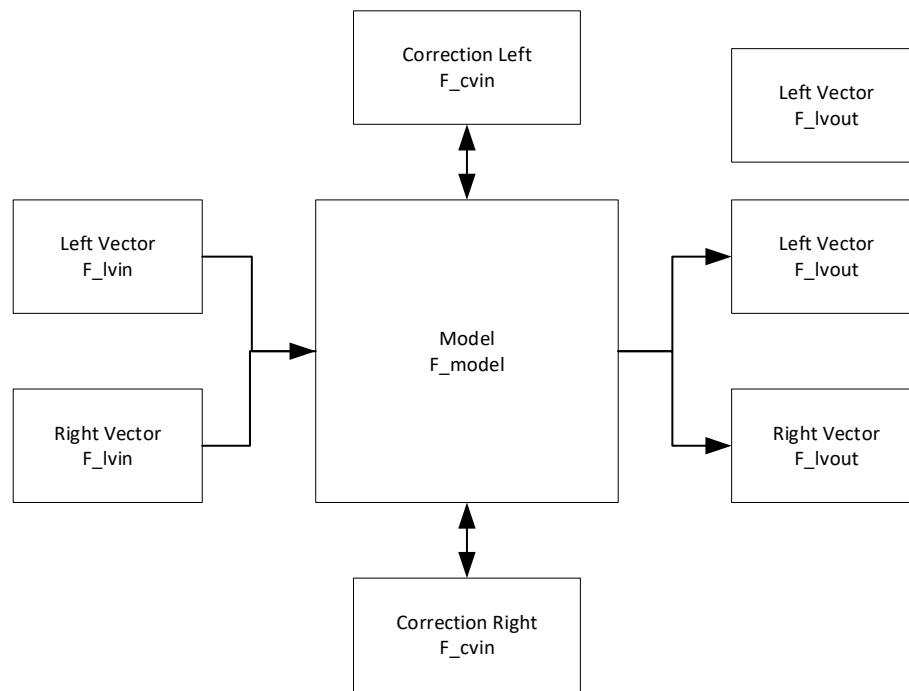 Correction Left
F_cvin
Left Vector
F_lvout
Left Vector
F_lvin
Left Vector
F_lvout
Model
F_model
Right Vector
F_lvin
Right Vector
F_lvout
Correction Right
F_cvin